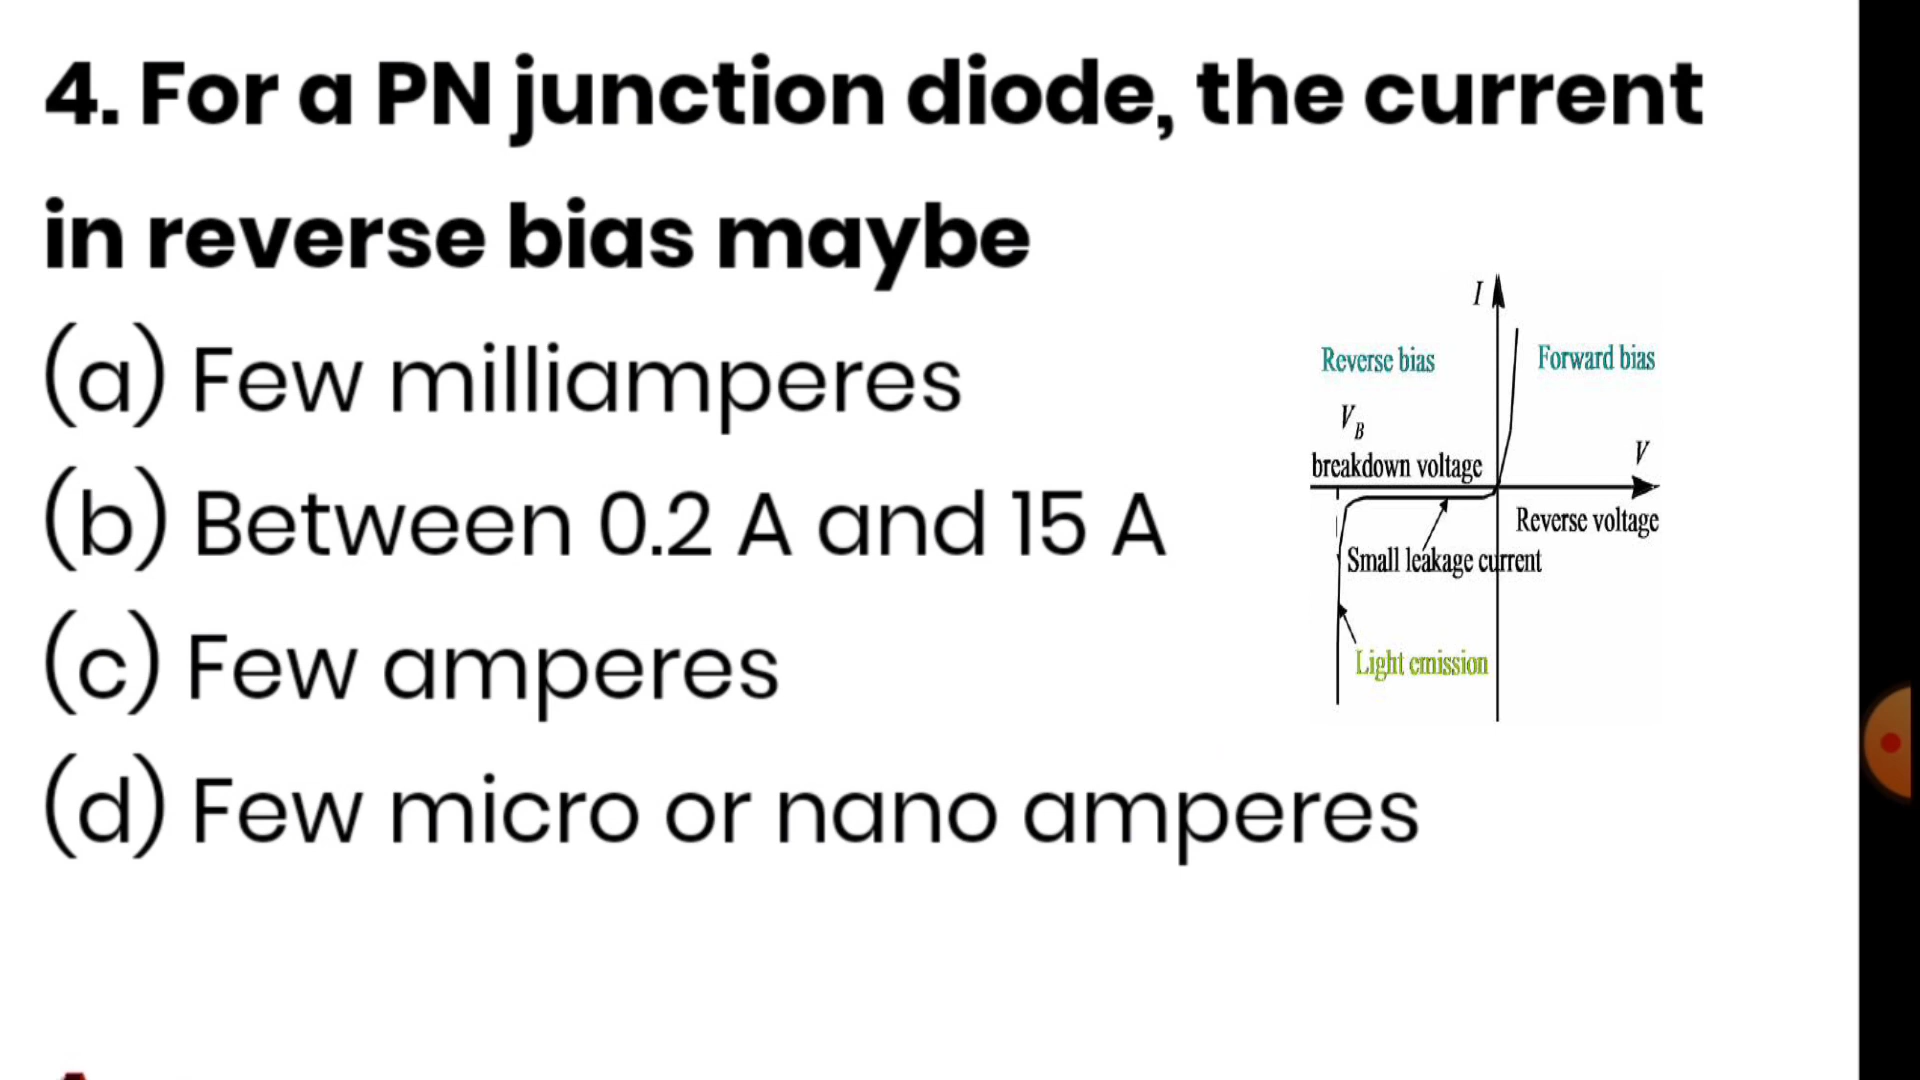 4. For a PN junction diode, the current
in reverse bias maybe
(a) Few milliamperes
(b) Between 0.2 A and 15 A
(c) Few amperes
(d) Few micro or nano amperes
I
Reverse bias
Forward bias
V
B
breakdown voltage
V
Reverse voltage
Small leakage current
Light emission